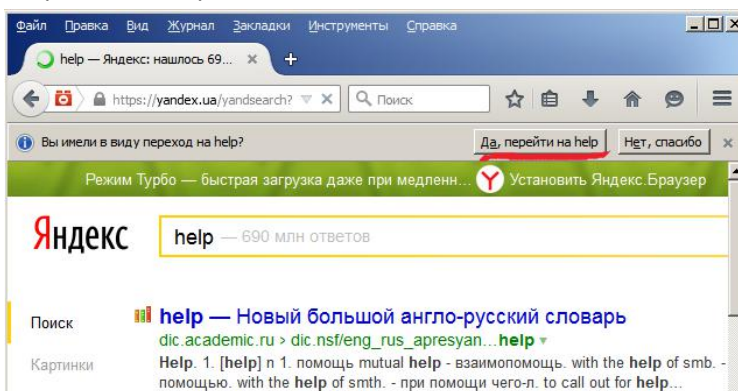 Файл Правка Вид Журнал Закладки Инструменты Справка
help — Яндекс: нашлось 69... × +
https://yandex.ua/yandsearch? Поиск
Вы имели в виду переход на help? Да, перейти на help Нет, спасибо ×
Режим Турбо — быстрая загрузка даже при медленн... Y Установить Яндекс.Браузер
Яндекс help — 690 млн ответов
Поиск help — Новый большой англо-русский словарь
dic.academic.ru › dic.nsf/eng_rus_apresyan...help
Картинки Help. 1. [help] n 1. помощь mutual help - взаимопомощь. with the help of smb. -
помощью. with the help of smth. - при помощи чего-л. to call out for help...